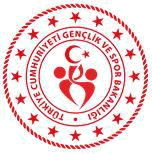 TÜRKİYE CUMHURİYETİ GENÇLİK VE SPOR BAKANLIĞI